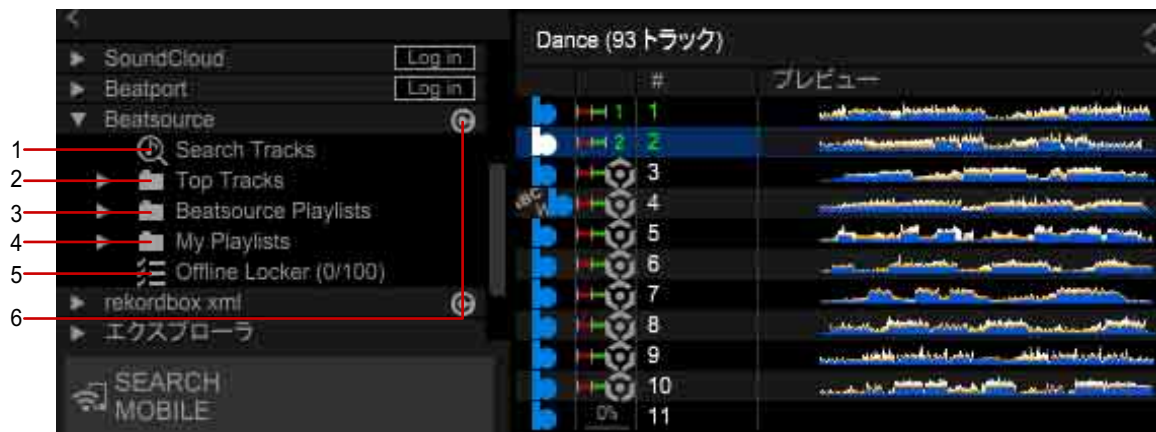 SoundCloud Log in
Beatport Log in
Beatsource
1 Search Tracks
2 Top Tracks
3 Beatsource Playlists
4 My Playlists
5 Offline Locker (0/100)
6 rekordbox xml
エクスプローラ
SEARCH
MOBILE
Dance (93 トラック)
# プレビュー
1 1
2 2
3
4
5
6
7
8
9
10
0% 11